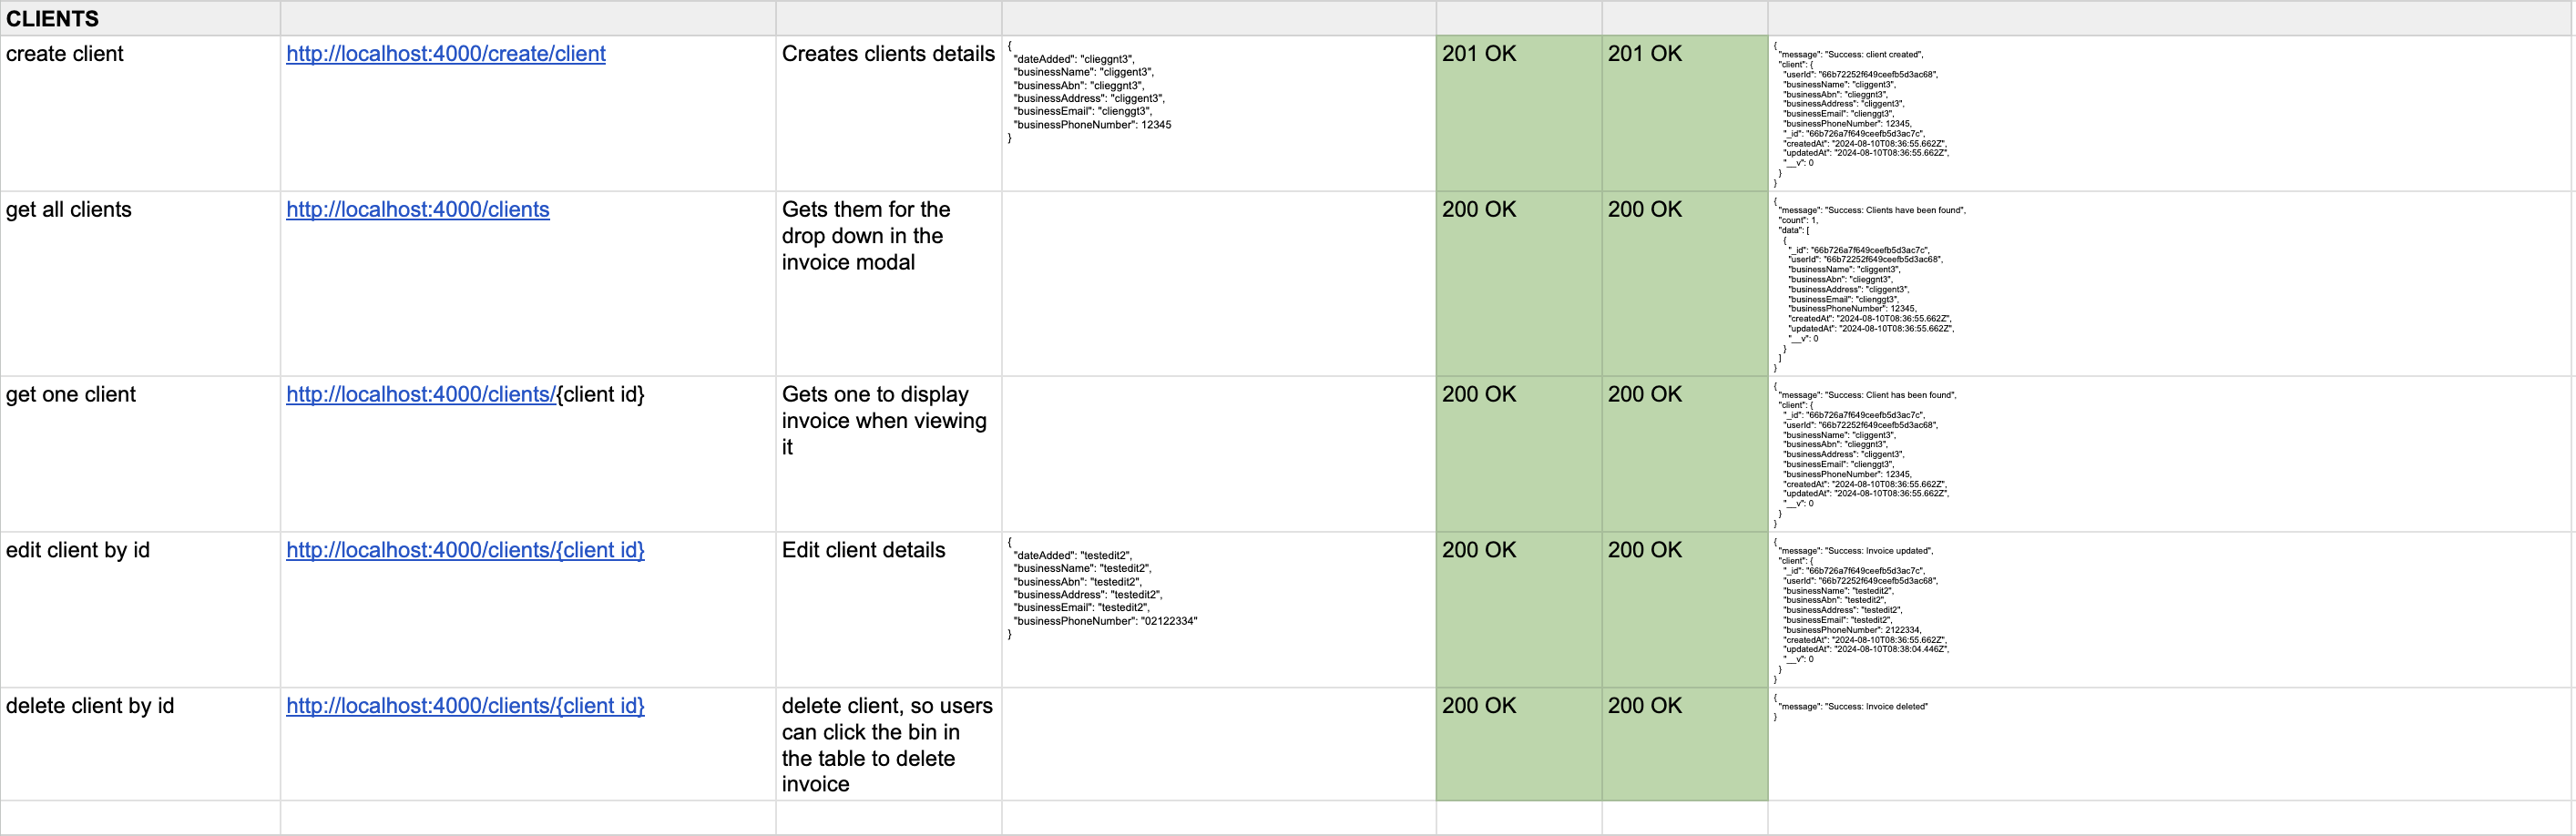 CLIENTS
create client
http://localhost:4000/create/client
Creates clients details
{
"dateAdded": "clieggnt3",
"businessName": "cliggent3",
"businessAbn": "clieggnt3",
"businessAddress": "cliggent3",
"businessEmail": "clienggt3",
"businessPhoneNumber": 12345
}
201 OK
201 OK
{
"message": "Success: client created",
"client": {
"userId": "66b72252f649ceefb5d3ac68",
"businessName": "cliggent3",
"businessAbn": "clieggnt3",
"businessAddress": "cliggent3",
"businessEmail": "clienggt3",
"businessPhoneNumber": 12345,
"_id": "66b726a7f649ceefb5d3ac7c",
"createdAt": "2024-08-10T08:36:55.662Z",
"updatedAt": "2024-08-10T08:36:55.662Z",
"__v": 0
}
}
get all clients
http://localhost:4000/clients
Gets them for the
drop down in the
invoice modal
200 OK
200 OK
{
"message": "Success: Clients have been found",
"count": 1,
"data": [
{
"_id": "66b726a7f649ceefb5d3ac7c",
"userId": "66b72252f649ceefb5d3ac68",
"businessName": "cliggent3",
"businessAbn": "clieggnt3",
"businessAddress": "cliggent3",
"businessEmail": "clienggt3",
"businessPhoneNumber": 12345,
"createdAt": "2024-08-10T08:36:55.662Z",
"updatedAt": "2024-08-10T08:36:55.662Z",
"__v": 0
}
]
}
get one client
http://localhost:4000/clients/{client id}
Gets one to display
invoice when viewing
it
200 OK
200 OK
{
"message": "Success: Client has been found",
"client": {
"_id": "66b726a7f649ceefb5d3ac7c",
"userId": "66b72252f649ceefb5d3ac68",
"businessName": "cliggent3",
"businessAbn": "clieggnt3",
"businessAddress": "cliggent3",
"businessEmail": "clienggt3",
"businessPhoneNumber": 12345,
"createdAt": "2024-08-10T08:36:55.662Z",
"updatedAt": "2024-08-10T08:36:55.662Z",
"__v": 0
}
}
edit client by id
http://localhost:4000/clients/{client id}
Edit client details
{
"dateAdded": "testedit2",
"businessName": "testedit2",
"businessAbn": "testedit2",
"businessAddress": "testedit2",
"businessEmail": "testedit2",
"businessPhoneNumber": "02122334"
}
200 OK
200 OK
{
"message": "Success: Invoice updated",
"client": {
"_id": "66b726a7f649ceefb5d3ac7c",
"userId": "66b72252f649ceefb5d3ac68",
"businessName": "testedit2",
"businessAbn": "testedit2",
"businessAddress": "testedit2",
"businessEmail": "testedit2",
"businessPhoneNumber": 2122334,
"createdAt": "2024-08-10T08:36:55.662Z",
"updatedAt": "2024-08-10T08:38:04.446Z",
"__v": 0
}
}
delete client by id
http://localhost:4000/clients/{client id}
delete client, so users
can click the bin in
the table to delete
invoice
200 OK
200 OK
{
"message": "Success: Invoice deleted"
}